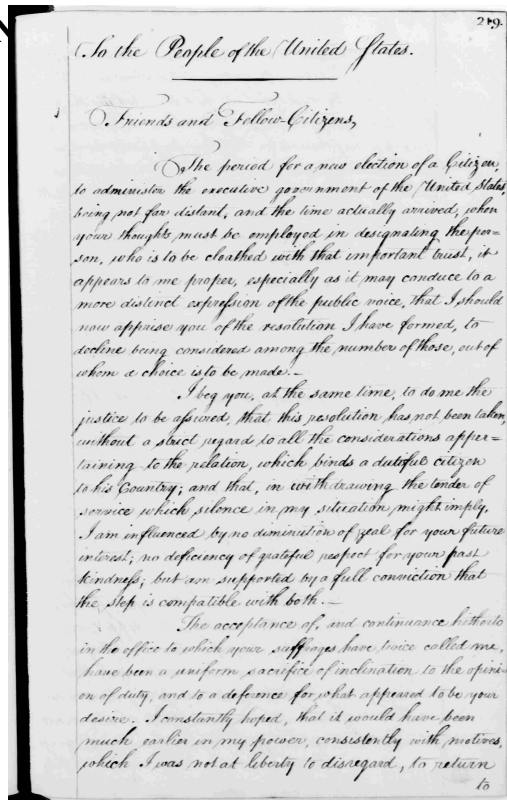 219.
To the People of the United States.
Friends and Fellow-Citizens,
The period for a new election of a Citizen,
to administer the executive government of the United States,
being not far distant, and the time actually arrived, when
your thoughts must be employed in designating the per=
son, who is to be cloathed with that important trust, it
appears to me proper, especially as it may conduce to a
more distinct expression of the public voice, that I should
now apprise you of the resolution I have formed, to
decline being considered among the number of those, out of
whom a choice is to be made.-
I beg you, at the same time, to do me the
justice to be assured, that this resolution has not been taken,
without a strict regard to all the considerations apper=
taining to the relation, which binds a dutiful citizen
to his Country; and that, in withdrawing the tender of
service which silence in my situation might imply,
I am influenced by no diminution of zeal for your future
interest; no deficiency of grateful respect for your past
kindness; but am supported by a full conviction that
the step is compatible with both.-
The acceptance of, and continuance hitherto
in the office to which your suffrages have twice called me,
have been a uniform sacrifice of inclination to the opini-
on of duty, and to a deference for what appeared to be your
desire. I constantly hoped, that it would have been
much earlier in my power, consistently with motives,
which I was not at liberty to disregard, to return
to